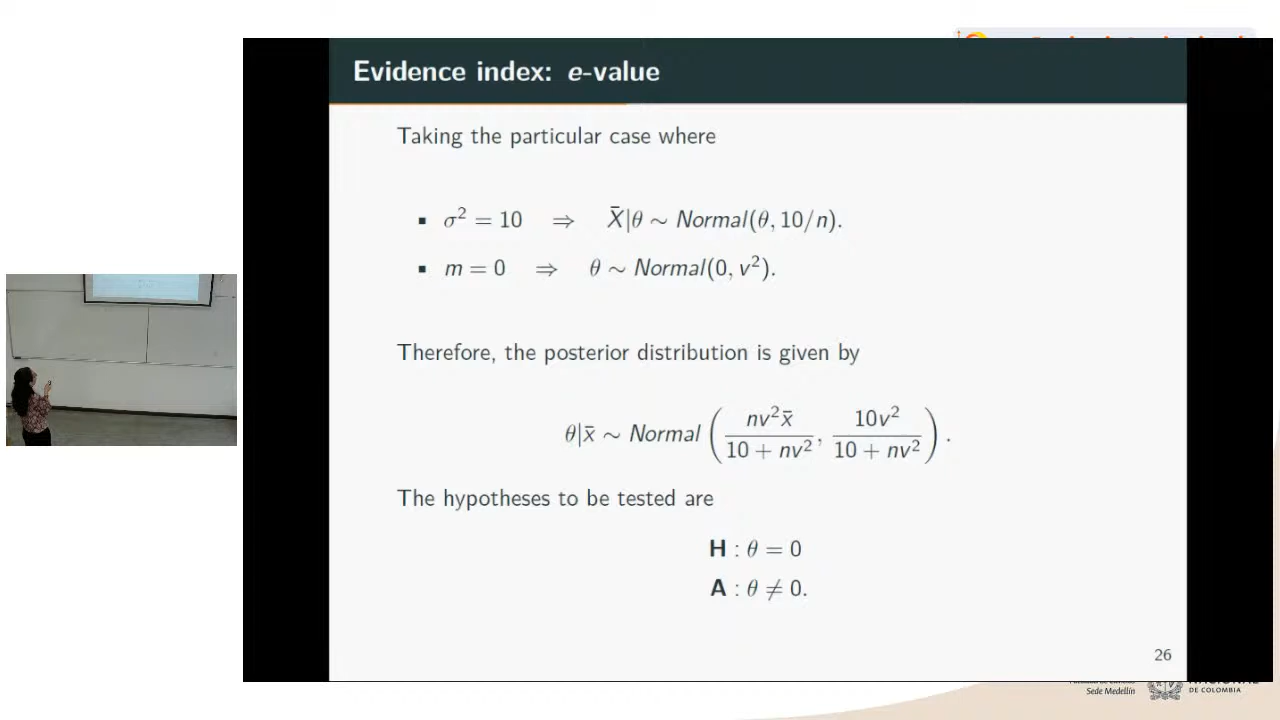 Evidence index: e-value
Taking the particular case where
▪ σ² = 10 ⇒ X̄|θ ∼ Normal(θ, 10/n).
▪ m = 0 ⇒ θ ∼ Normal(0, v²).
Therefore, the posterior distribution is given by
θ|x̄ ∼ Normal ( nv²x̄ / 10 + nv² , 10v² / 10 + nv² ) .
The hypotheses to be tested are
H : θ = 0
A : θ ≠ 0.
26
Sede Medellín
DE COLOMBIA